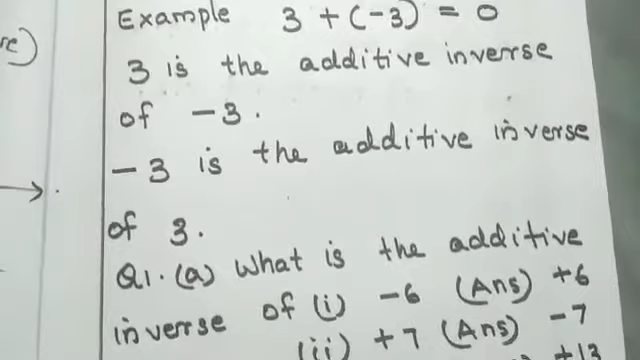 Example 3 + (-3) = 0
3 is the additive inverse
of -3.
-3 is the additive inverse
of 3.
Q1. (a) What is the additive
inverse of (i) -6 (Ans) +6
(ii) +7 (Ans) -7
+13